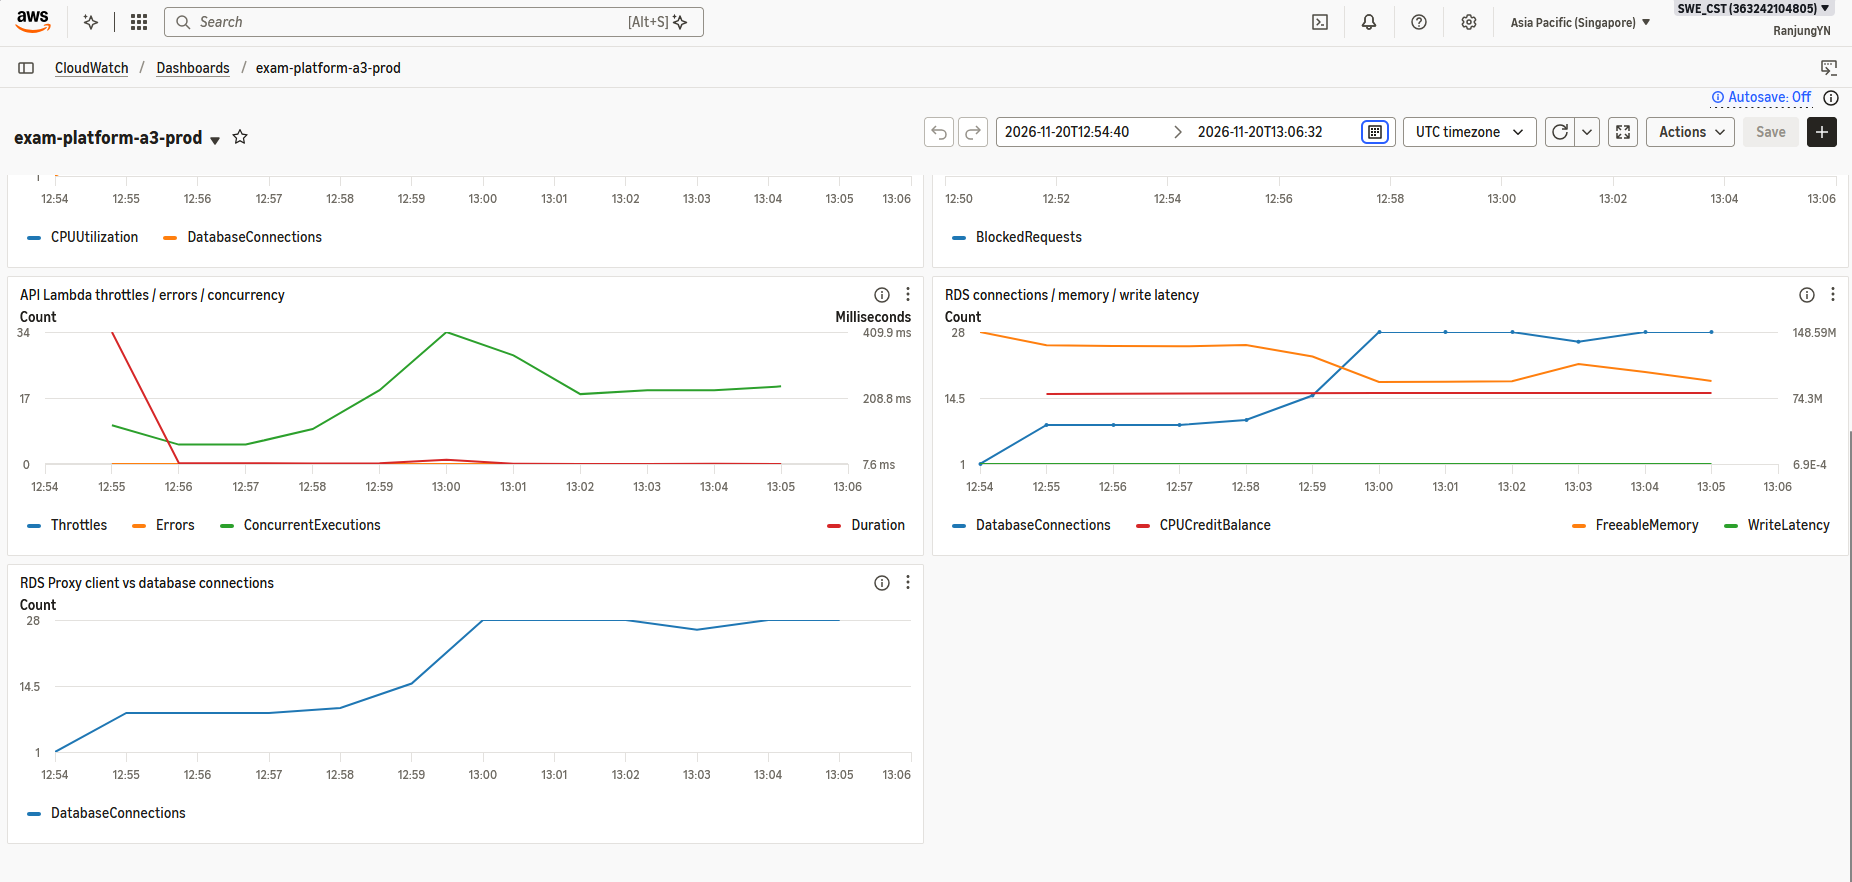 aws
Search [Alt+S]
Asia Pacific (Singapore)
SWE_CST (363242104805)
RanjungYN
CloudWatch / Dashboards / exam-platform-a3-prod
Autosave: Off
exam-platform-a3-prod
2026-11-20T12:54:40 2026-11-20T13:06:32
UTC timezone
Actions
Save
1
12:54 12:55 12:56 12:57 12:58 12:59 13:00 13:01 13:02 13:03 13:04 13:05 13:06
CPUUtilization DatabaseConnections
12:50 12:52 12:54 12:56 12:58 13:00 13:02 13:04 13:06
BlockedRequests
API Lambda throttles / errors / concurrency
Count Milliseconds
34 409.9 ms
17 208.8 ms
0 7.6 ms
12:54 12:55 12:56 12:57 12:58 12:59 13:00 13:01 13:02 13:03 13:04 13:05 13:06
Throttles Errors ConcurrentExecutions Duration
RDS connections / memory / write latency
Count
28 148.59M
14.5 74.3M
1 6.9E-4
12:54 12:55 12:56 12:57 12:58 12:59 13:00 13:01 13:02 13:03 13:04 13:05 13:06
DatabaseConnections CPUCreditBalance FreeableMemory WriteLatency
RDS Proxy client vs database connections
Count
28
14.5
1
12:54 12:55 12:56 12:57 12:58 12:59 13:00 13:01 13:02 13:03 13:04 13:05 13:06
DatabaseConnections